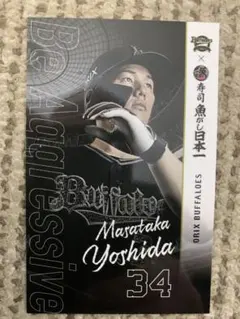 Be Aggressive
×
寿司 魚がし日本一
ORIX BUFFALOES
Buffaloes
Masataka
Yoshida
34